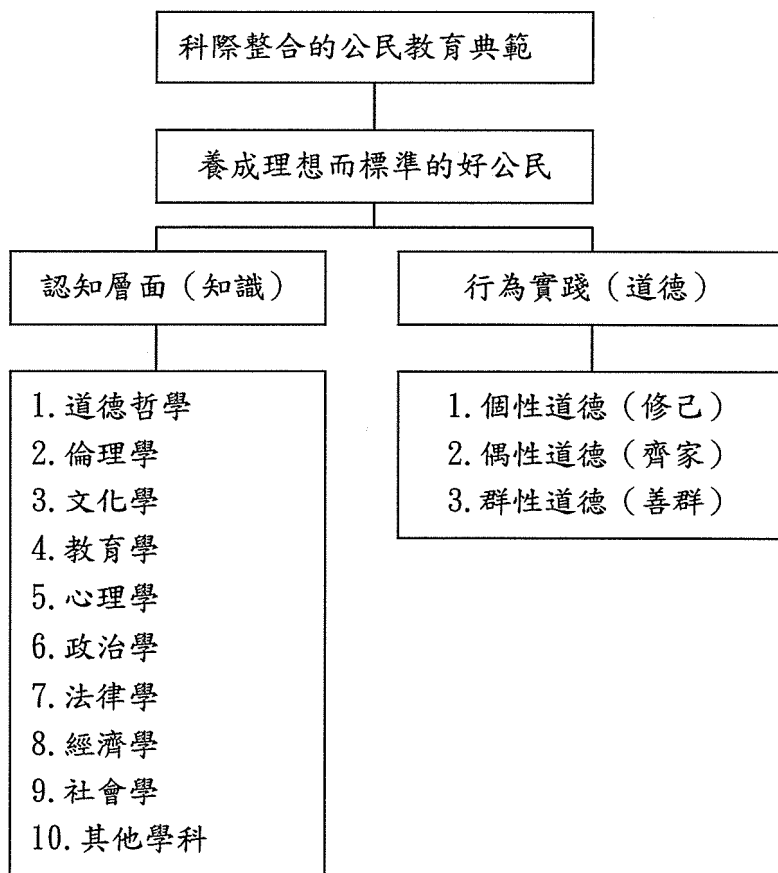 科際整合的公民教育典範
養成理想而標準的好公民
認知層面（知識）
行為實踐（道德）
1.道德哲學
2.倫理學
3.文化學
4.教育學
5.心理學
6.政治學
7.法律學
8.經濟學
9.社會學
10.其他學科
1.個性道德（修己）
2.偶性道德（齊家）
3.群性道德（善群）